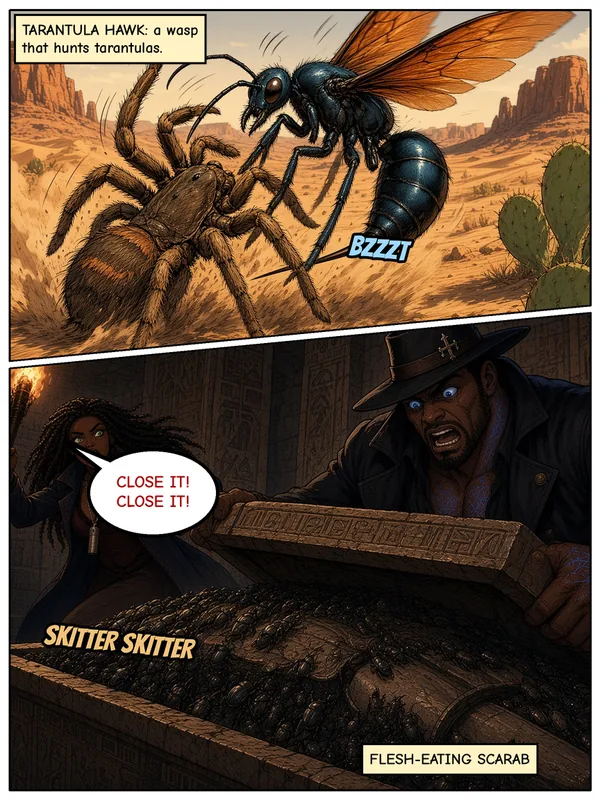 TARANTULA HAWK: a wasp
that hunts tarantulas.
BZZZT
CLOSE IT!
CLOSE IT!
SKITTER SKITTER
FLESH-EATING SCARAB